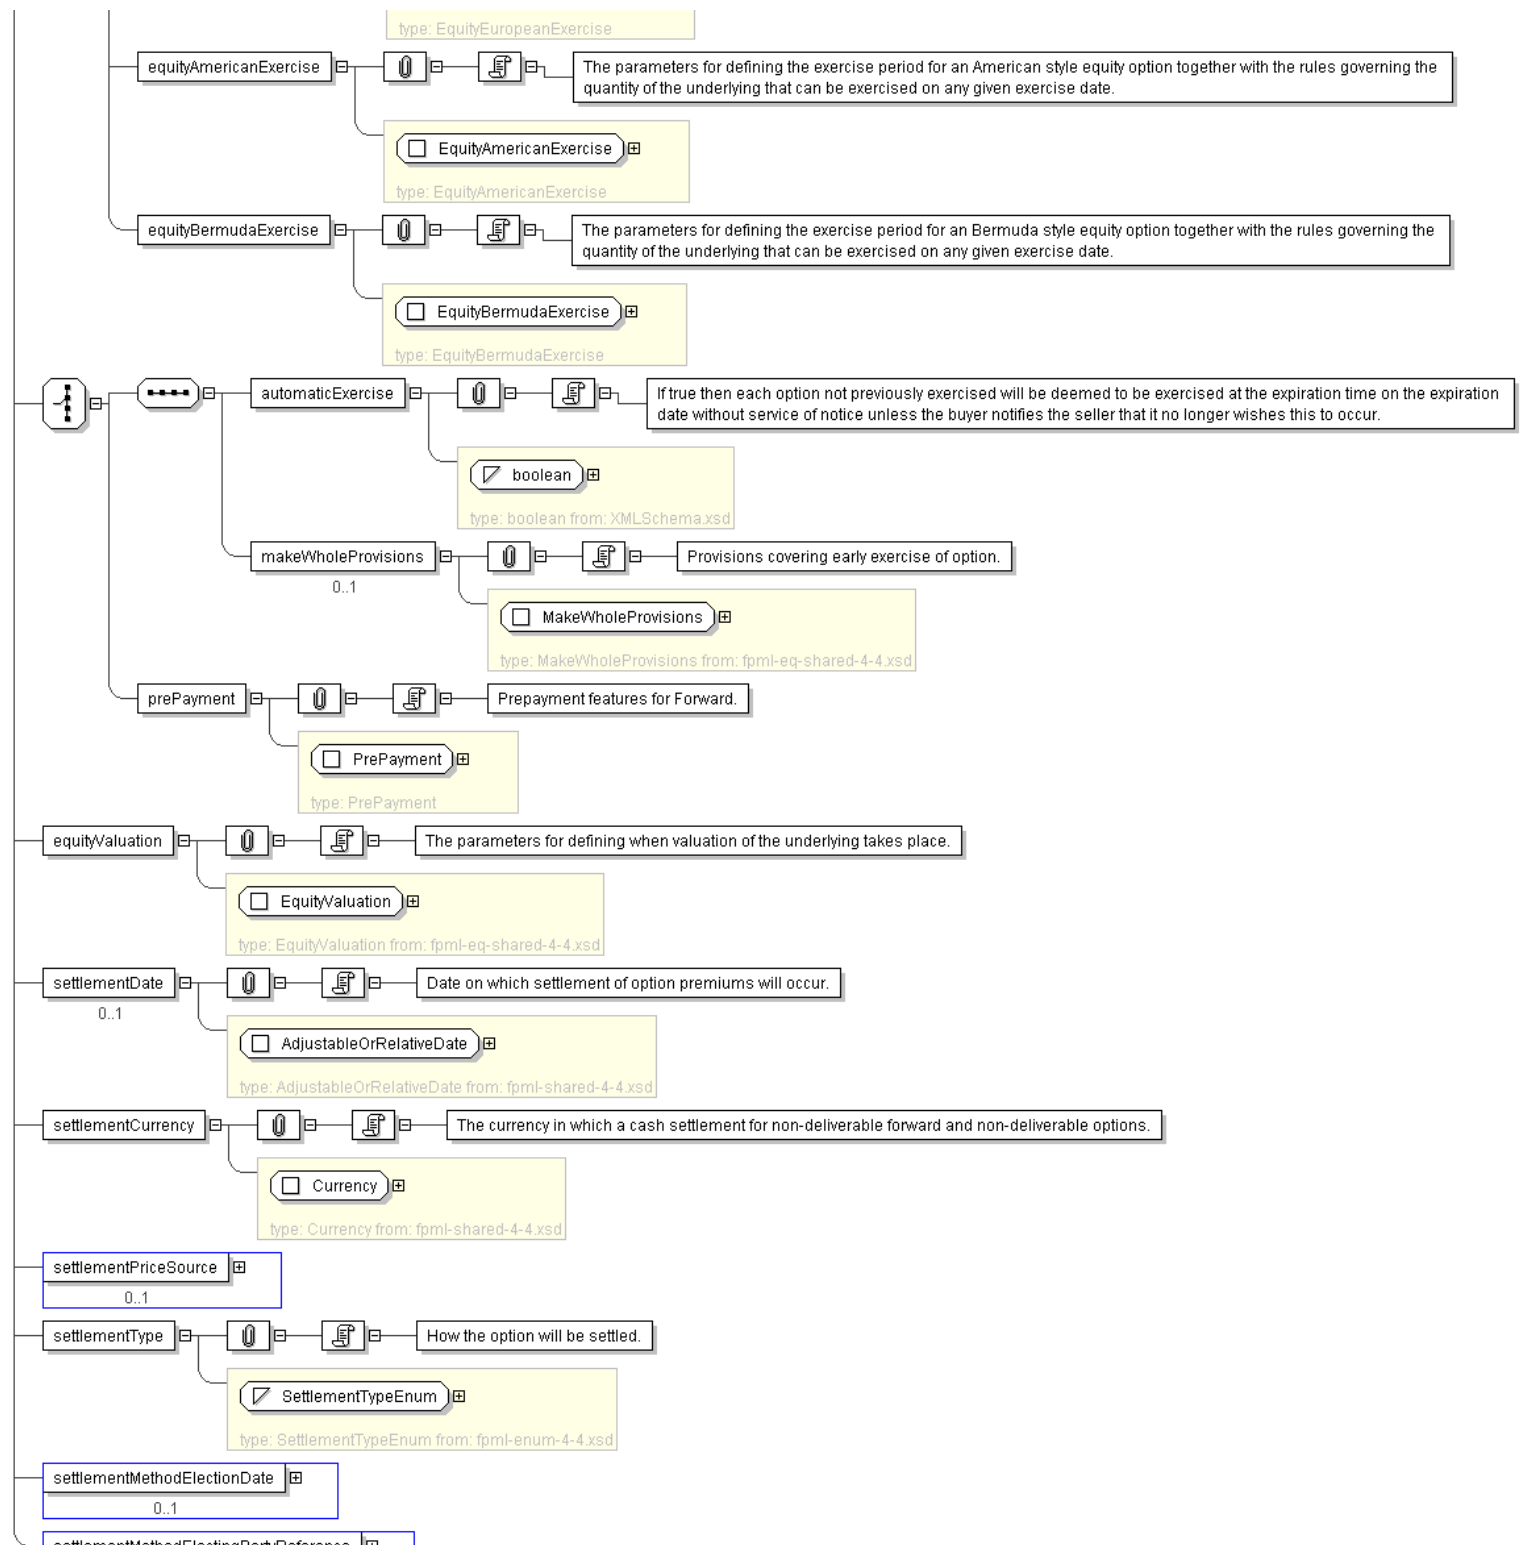 type: EquityEuropeanExercise
equityAmericanExercise
The parameters for defining the exercise period for an American style equity option together with the rules governing the
quantity of the underlying that can be exercised on any given exercise date.
EquityAmericanExercise
type: EquityAmericanExercise
equityBermudaExercise
The parameters for defining the exercise period for an Bermuda style equity option together with the rules governing the
quantity of the underlying that can be exercised on any given exercise date.
EquityBermudaExercise
type: EquityBermudaExercise
automaticExercise
If true then each option not previously exercised will be deemed to be exercised at the expiration time on the expiration
date without service of notice unless the buyer notifies the seller that it no longer wishes this to occur.
boolean
type: boolean from: XMLSchema.xsd
makeWholeProvisions
Provisions covering early exercise of option.
0..1
MakeWholeProvisions
type: MakeWholeProvisions from: fpml-eq-shared-4-4.xsd
prePayment
Prepayment features for Forward.
PrePayment
type: PrePayment
equityValuation
The parameters for defining when valuation of the underlying takes place.
EquityValuation
type: EquityValuation from: fpml-eq-shared-4-4.xsd
settlementDate
Date on which settlement of option premiums will occur.
0..1
AdjustableOrRelativeDate
type: AdjustableOrRelativeDate from: fpml-shared-4-4.xsd
settlementCurrency
The currency in which a cash settlement for non-deliverable forward and non-deliverable options.
Currency
type: Currency from: fpml-shared-4-4.xsd
settlementPriceSource
0..1
settlementType
How the option will be settled.
SettlementTypeEnum
type: SettlementTypeEnum from: fpml-enum-4-4.xsd
settlementMethodElectionDate
0..1
settlementMethodElectingPartyReference